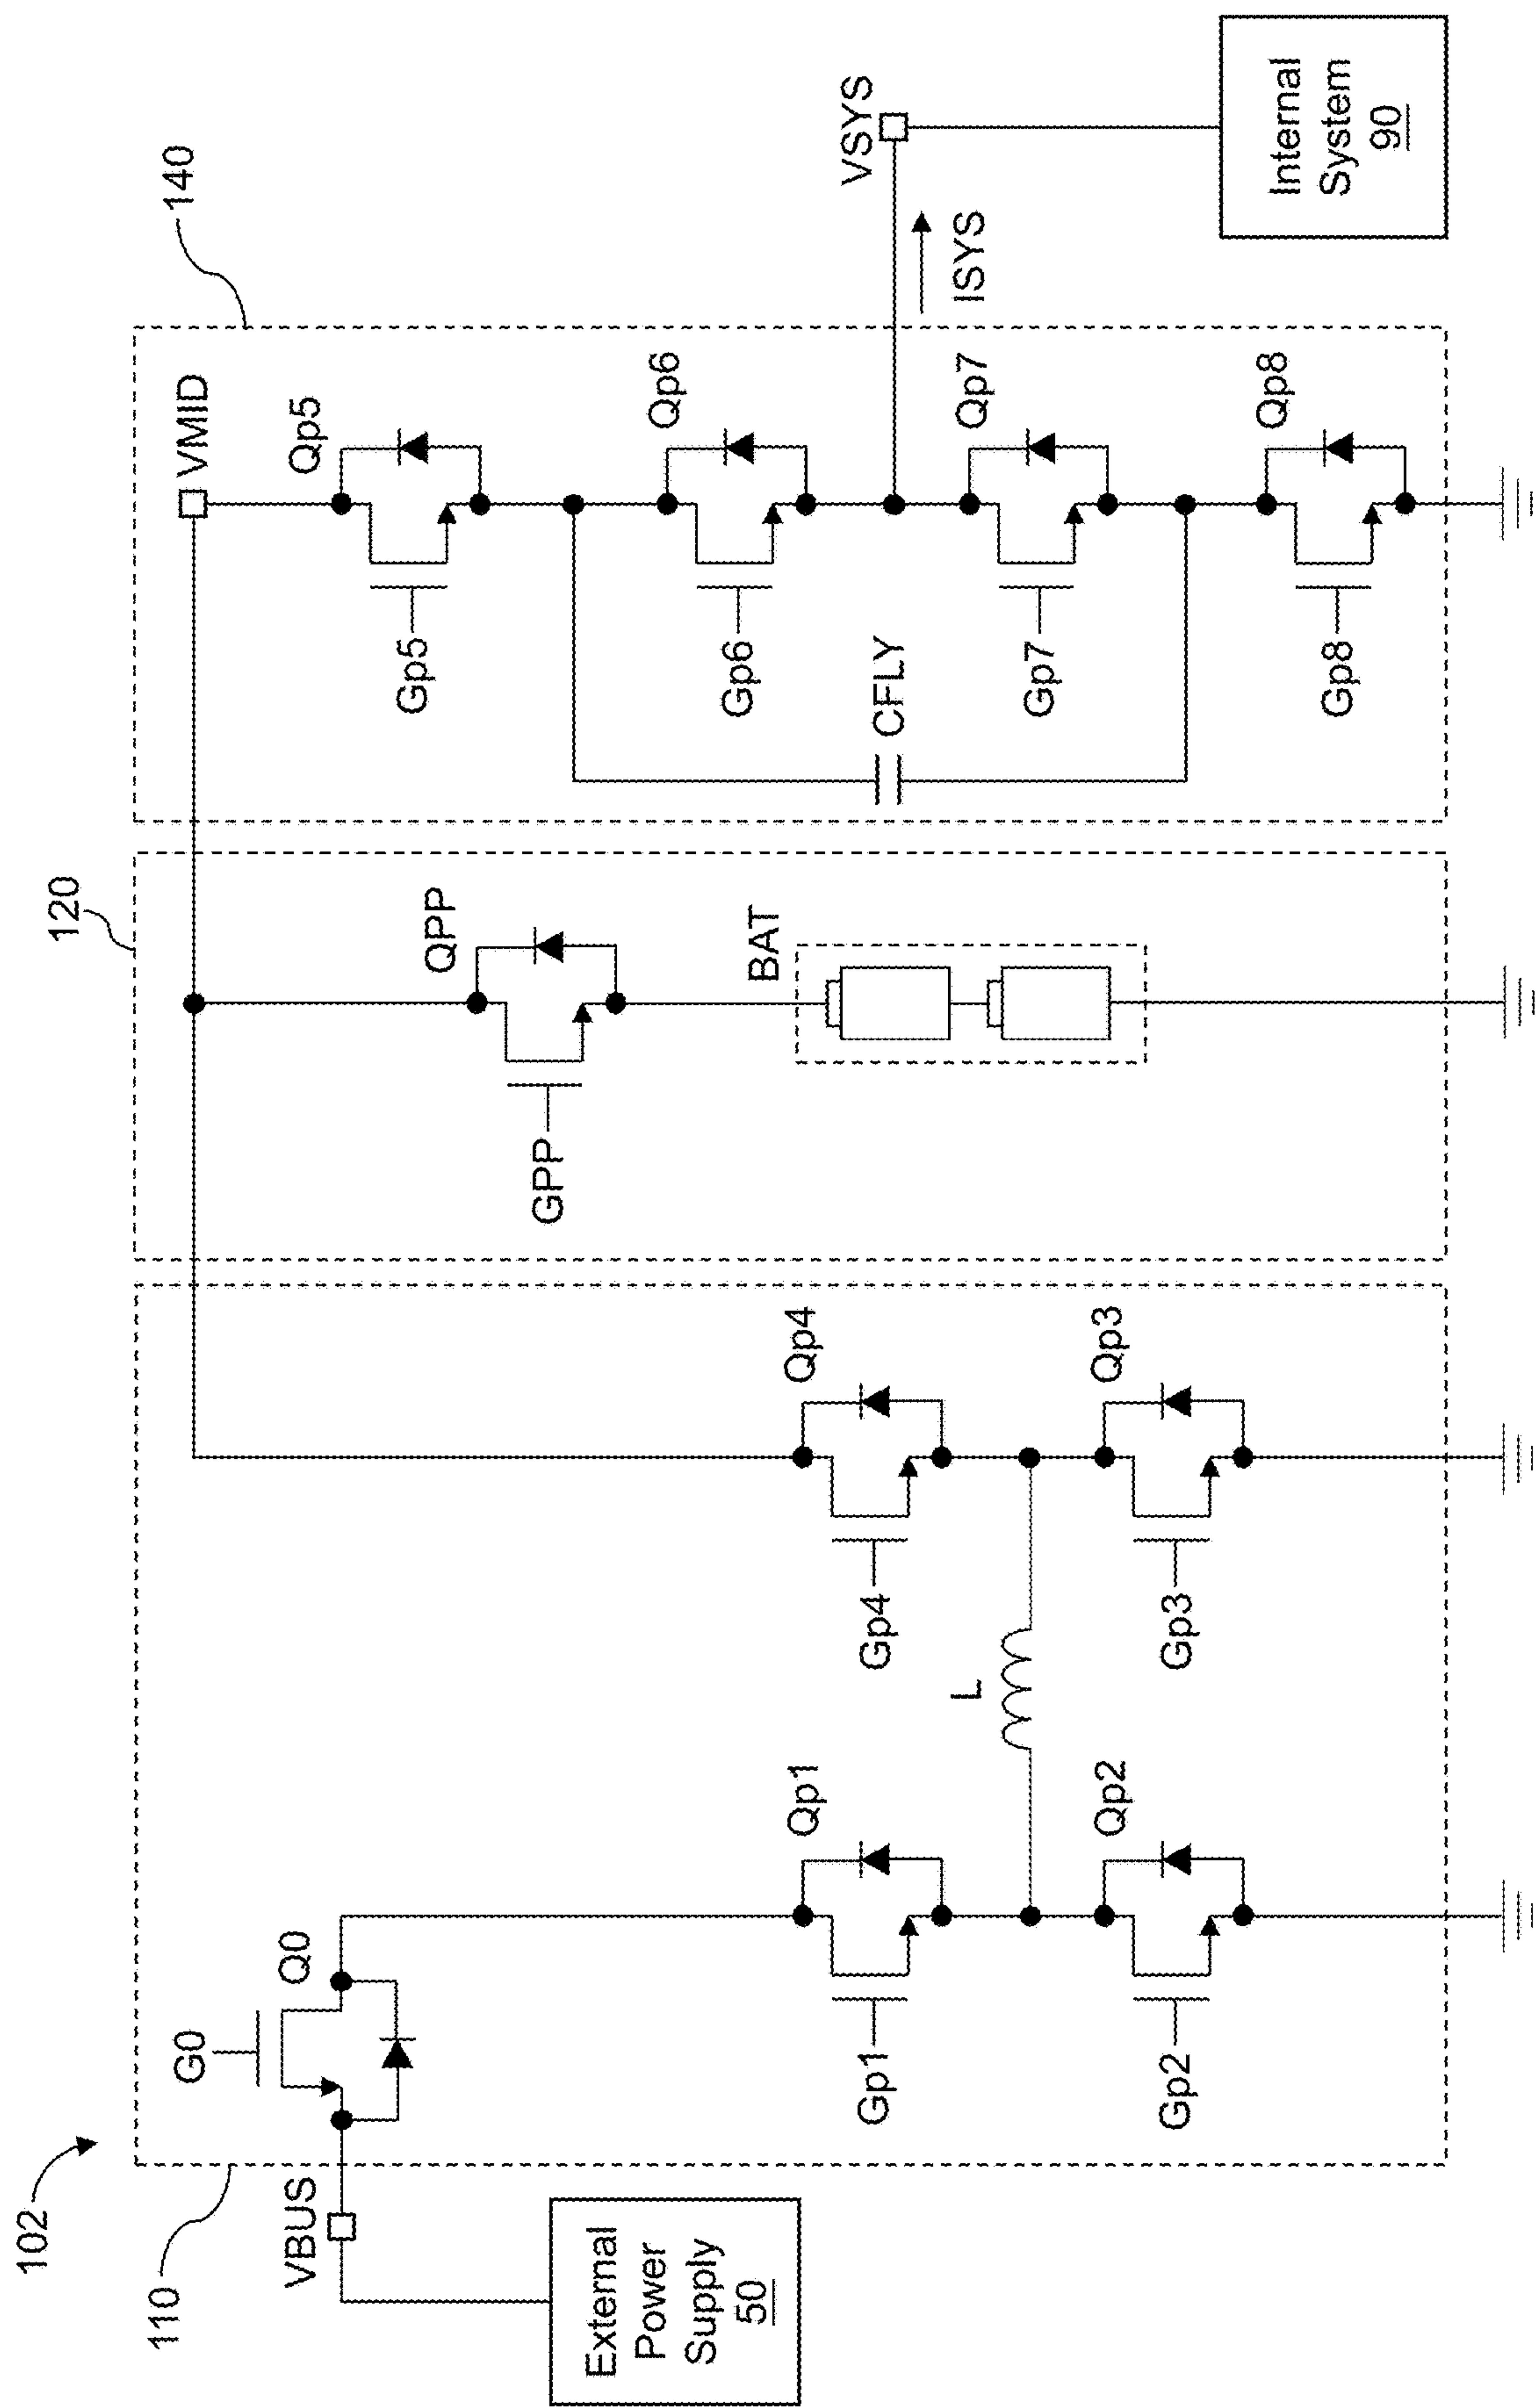 102
110
120
140
VBUS
External
Power
Supply
50
G0
Q0
Gp1
Qp1
Gp2
Qp2
L
Gp4
Qp4
Gp3
Qp3
GPP
QPP
BAT
VMID
Gp5
Qp5
Gp6
Qp6
CFLY
Gp7
Qp7
Gp8
Qp8
ISYS
VSYS
Internal
System
90